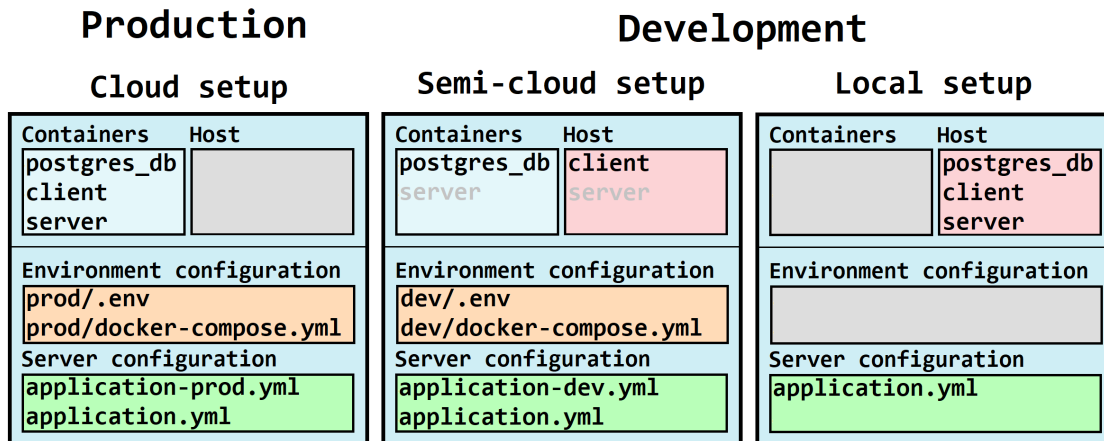 Production
Development
Cloud setup
Semi-cloud setup
Local setup
Containers Host
postgres_db
client
server
Environment configuration
prod/.env
prod/docker-compose.yml
Server configuration
application-prod.yml
application.yml
Containers Host
postgres_db
server
client
server
Environment configuration
dev/.env
dev/docker-compose.yml
Server configuration
application-dev.yml
application.yml
Containers Host
postgres_db
client
server
Environment configuration
Server configuration
application.yml